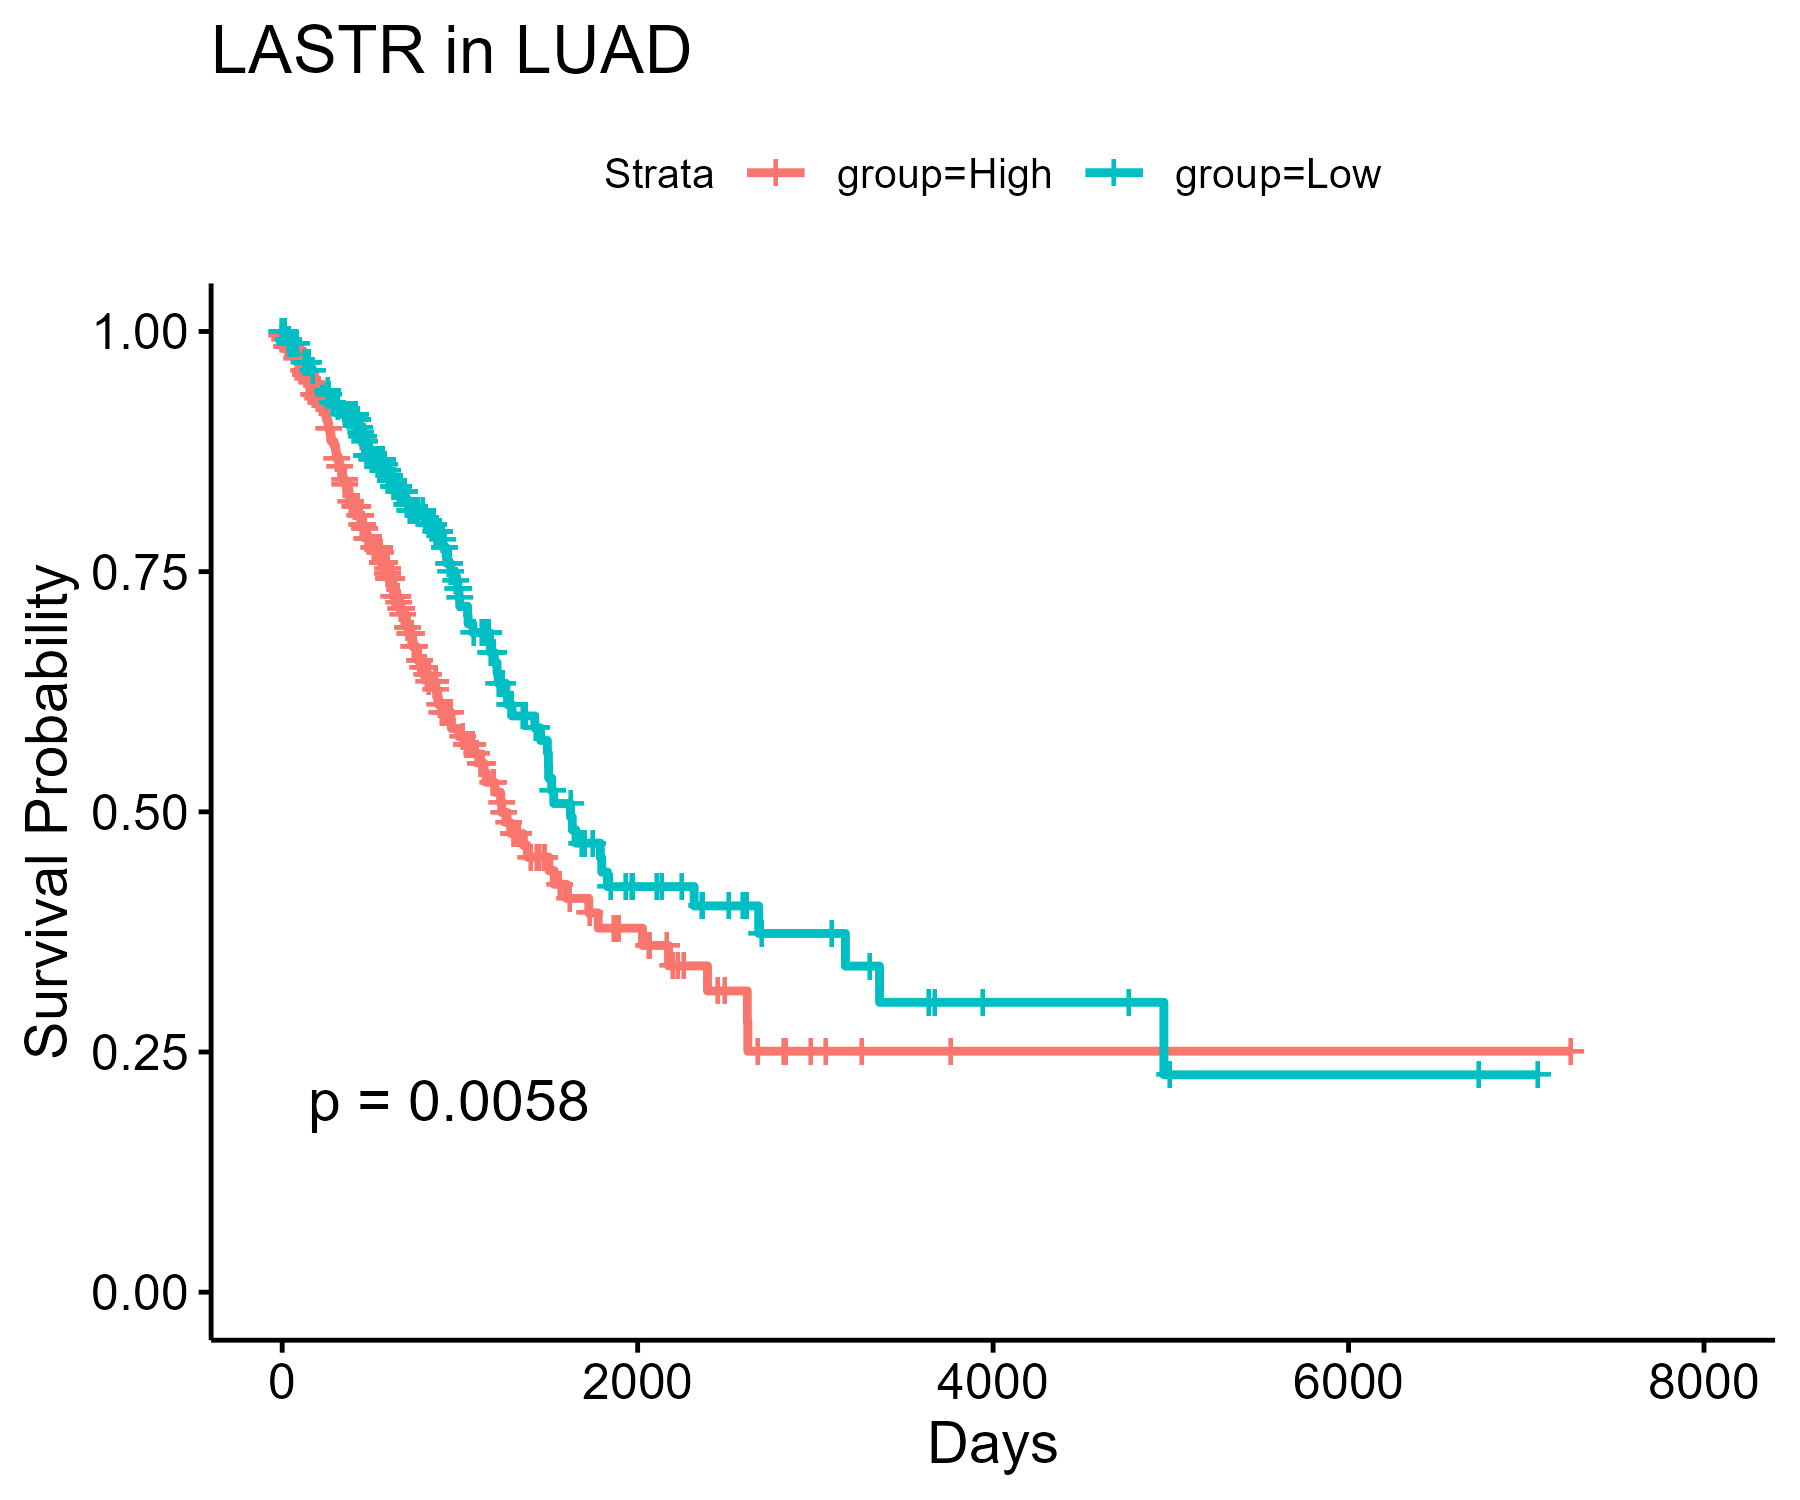 LASTR in LUAD
Strata group=High group=Low
Survival Probability
1.00
0.75
0.50
0.25
0.00
p = 0.0058
0 2000 4000 6000 8000
Days